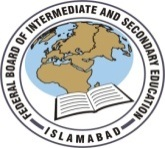 FEDERAL BOARD OF INTERMEDIATE AND SECONDARY EDUCATION
ISLAMABAD